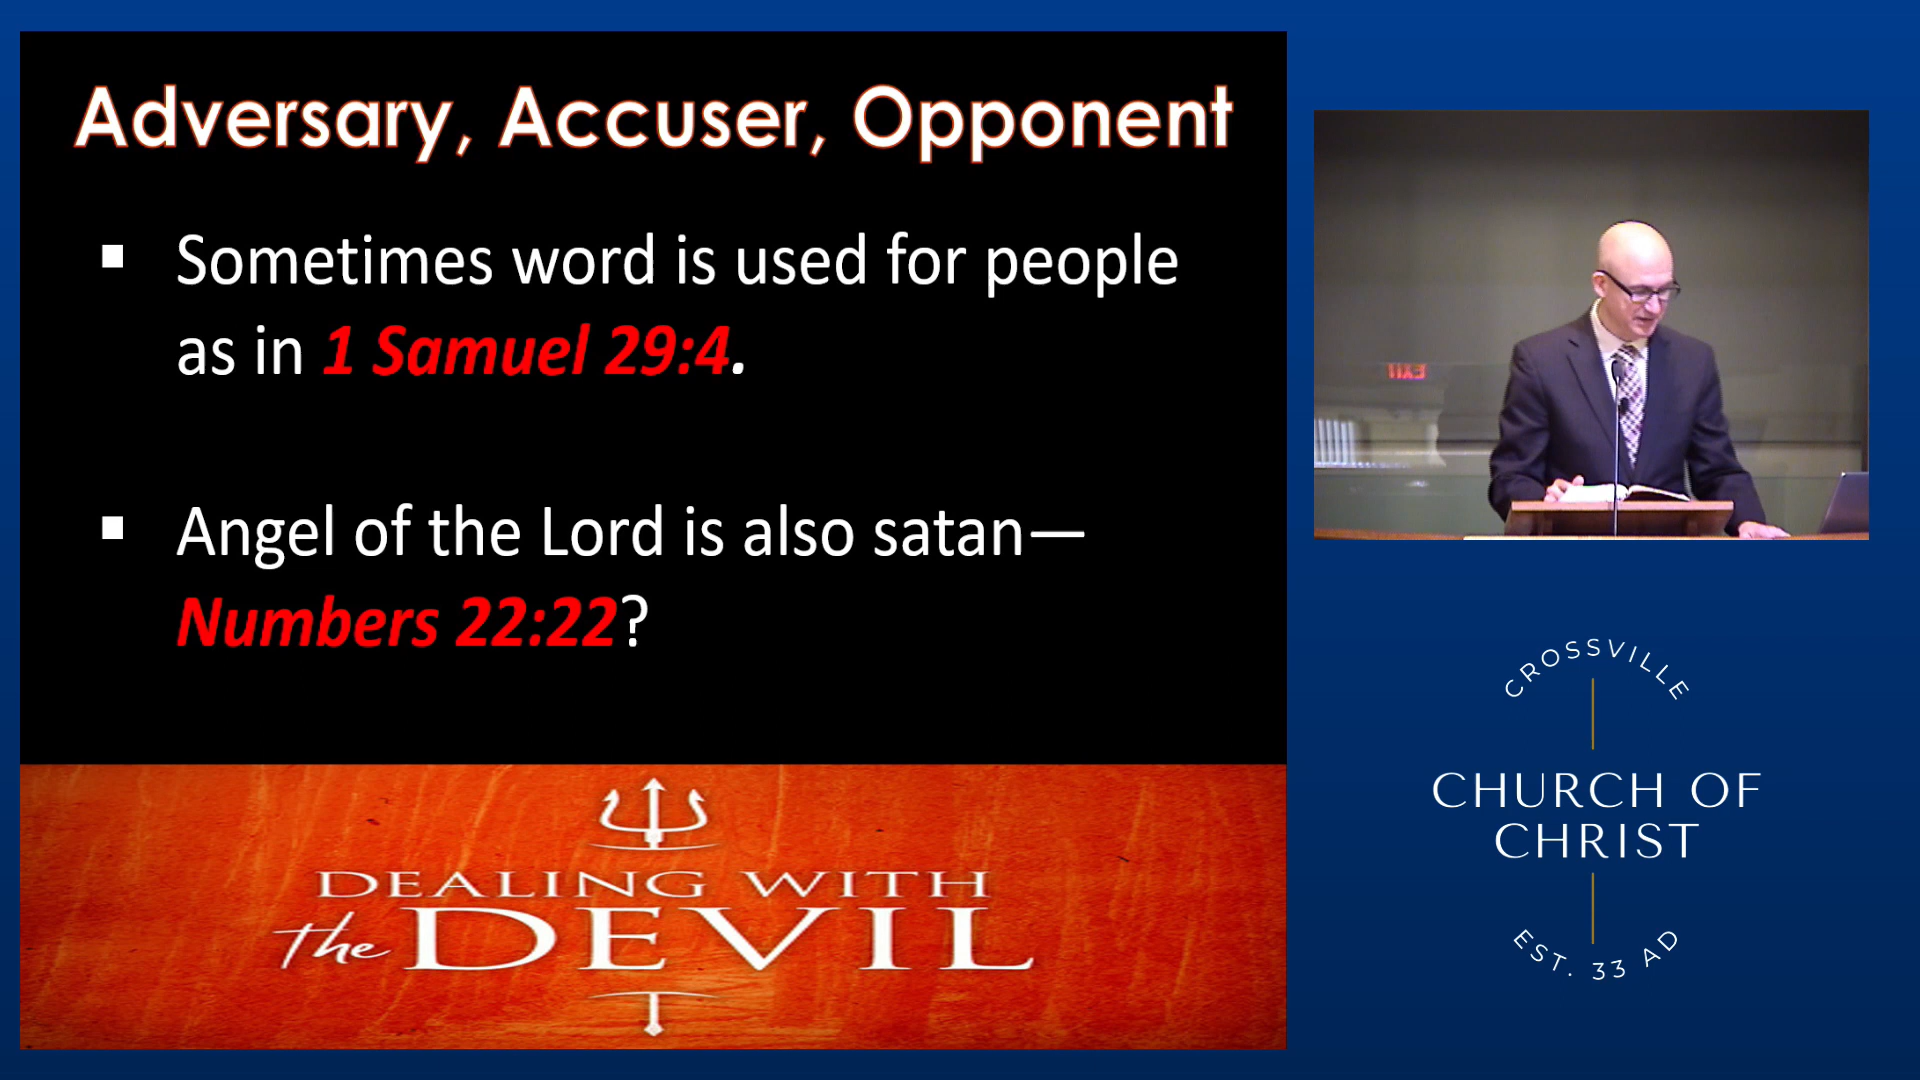 Adversary, Accuser, Opponent
▪ Sometimes word is used for people
as in 1 Samuel 29:4.
▪ Angel of the Lord is also satan—
Numbers 22:22?
DEALING WITH
the DEVIL
EXIT
CROSSVILLE
CHURCH OF
CHRIST
EST. 33 AD